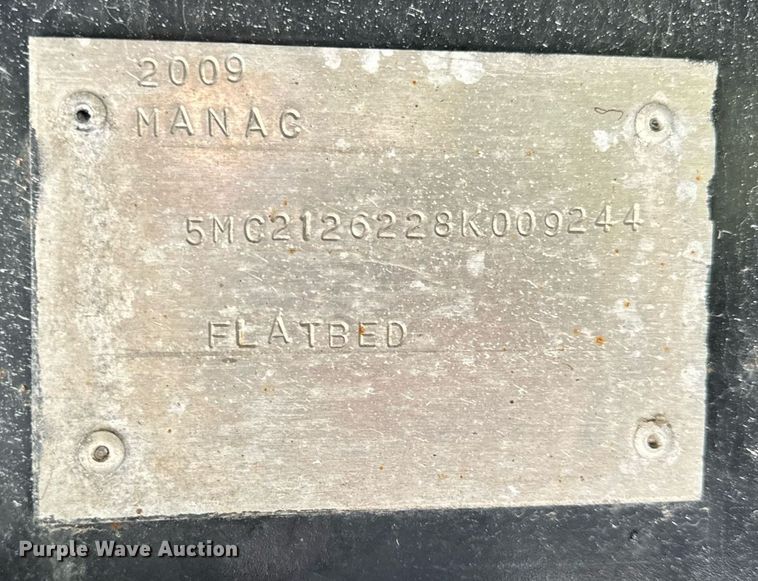 2009
MANAC
5MC2126228K009244
FLATBED
Purple Wave Auction